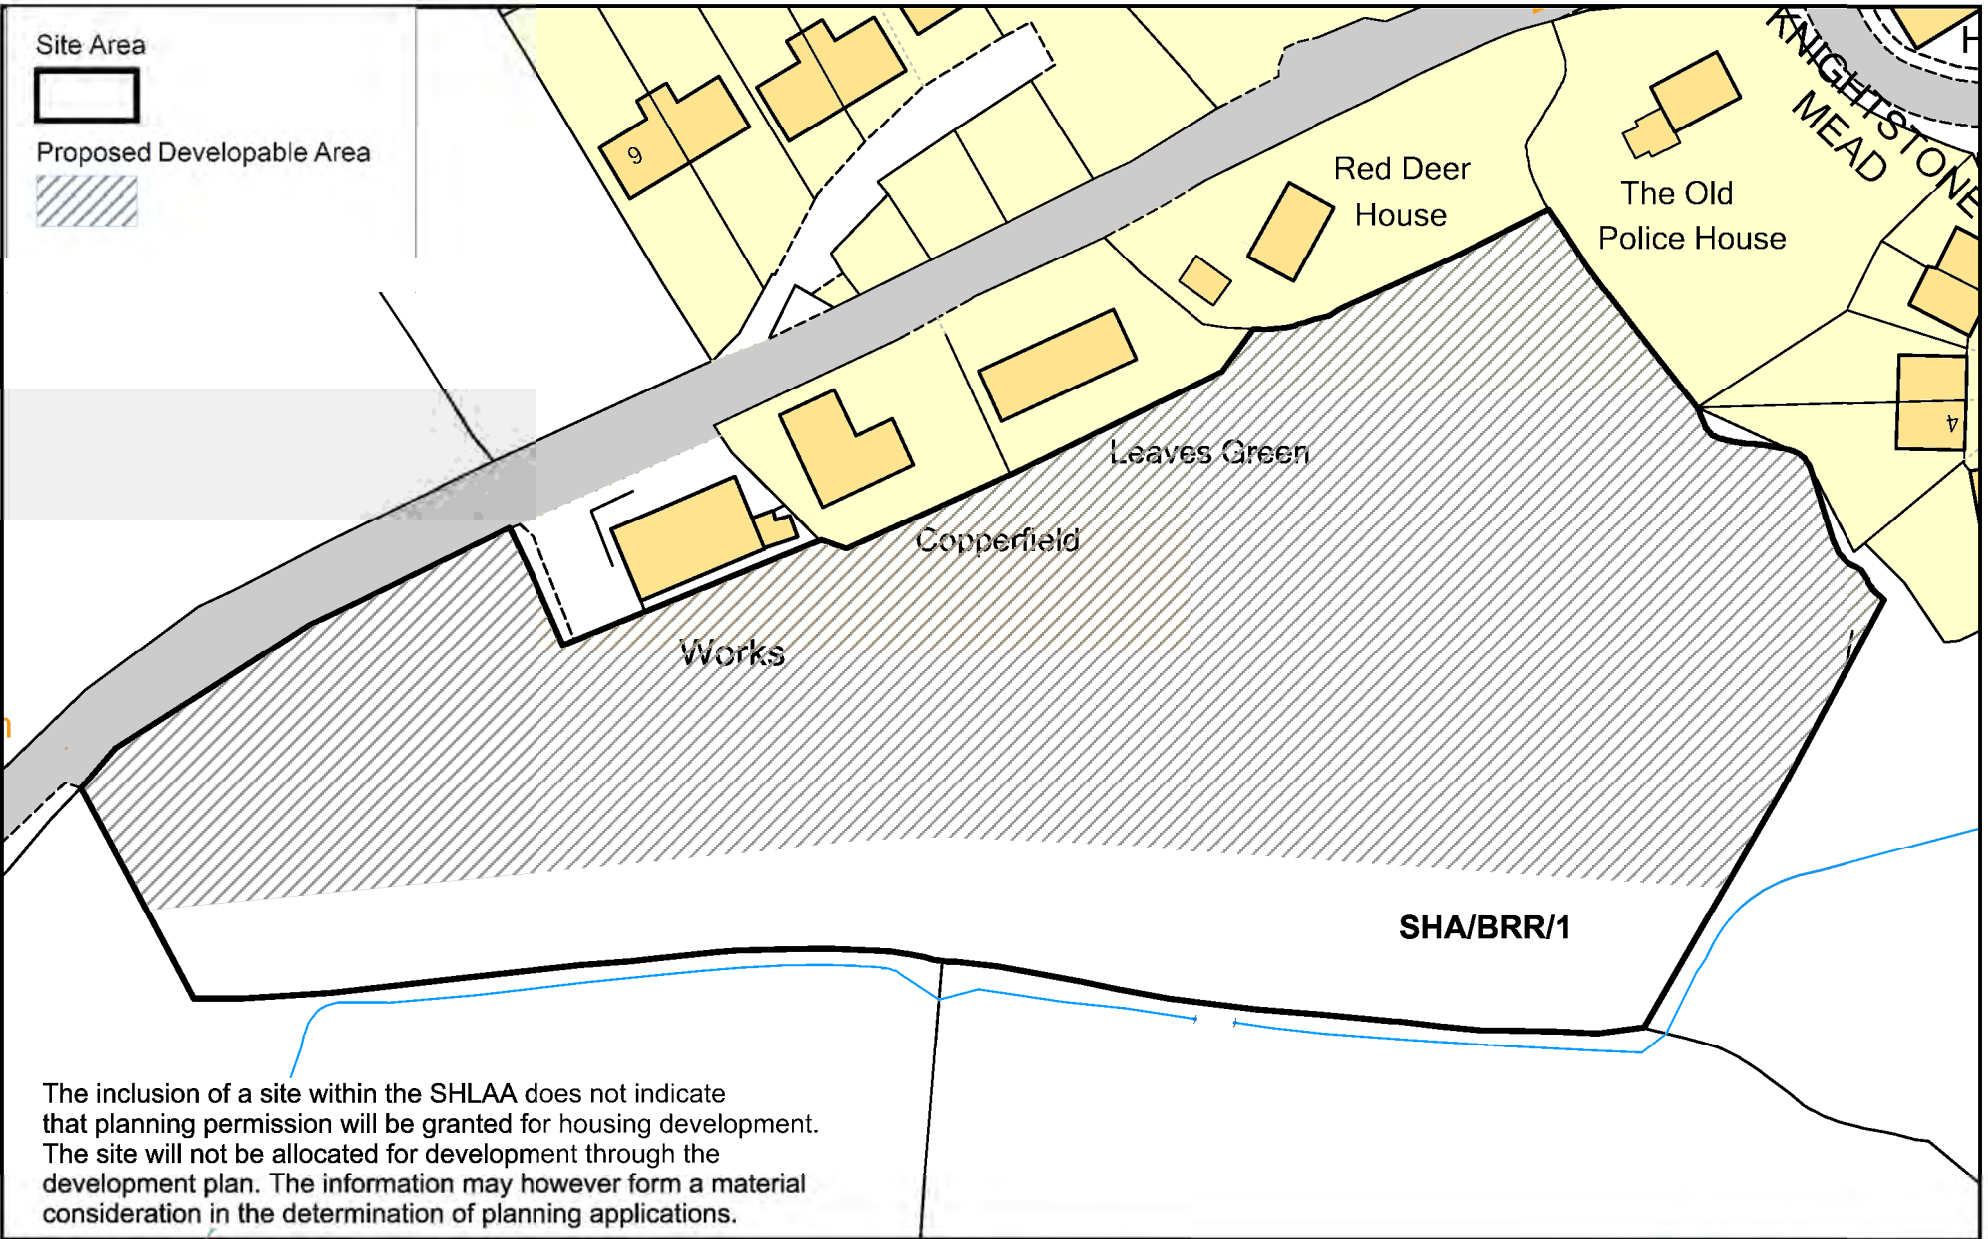 Site Area
Proposed Developable Area
KNIGHTSTONE
MEAD
H
6
Red Deer
House
The Old
Police House
4
Leaves Green
Copperfield
Works
n
SHA/BRR/1
The inclusion of a site within the SHLAA does not indicate
that planning permission will be granted for housing development.
The site will not be allocated for development through the
development plan. The information may however form a material
consideration in the determination of planning applications.